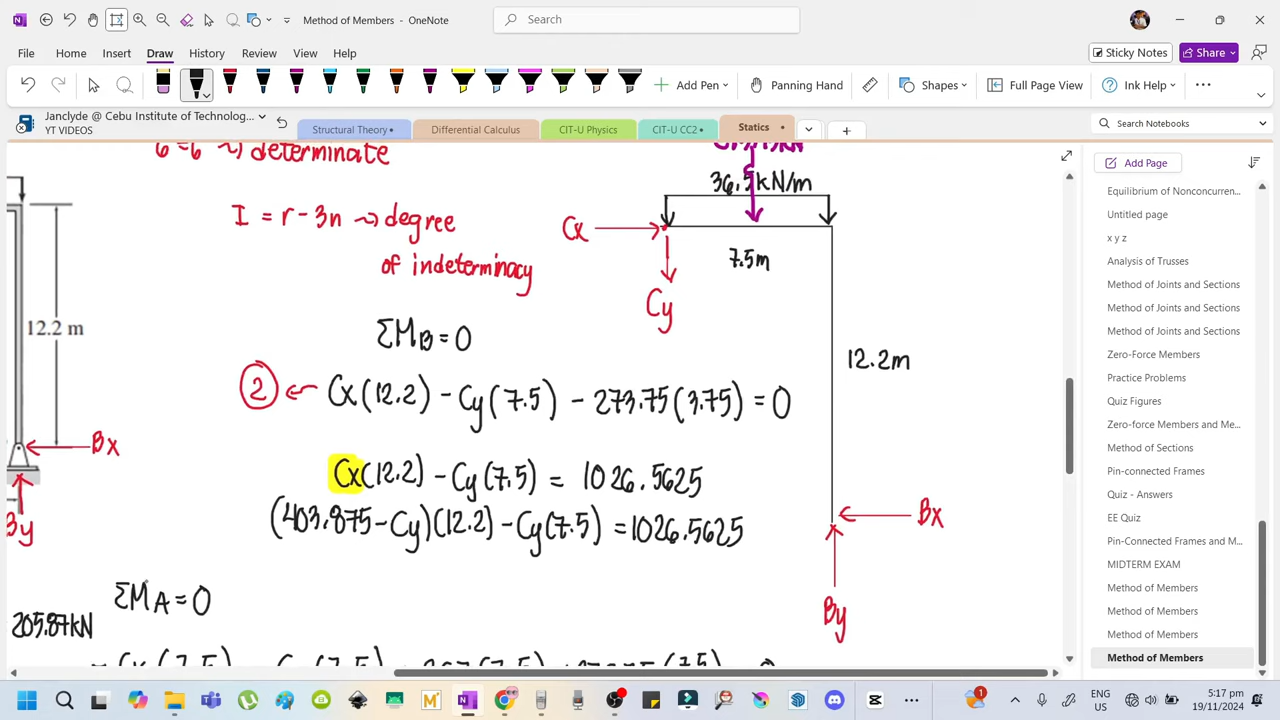 Method of Members - OneNote
Search
File Home Insert Draw History Review View Help
Sticky Notes
Share
Add Pen
Panning Hand
Shapes
Full Page View
Ink Help
Janclyde @ Cebu Institute of Technolog...
YT VIDEOS
Structural Theory
Differential Calculus
CIT-U Physics
CIT-U CC2
Statics
Search Notebooks
Add Page
Equilibrium of Nonconcurren...
Untitled page
x y z
Analysis of Trusses
Method of Joints and Sections
Method of Joints and Sections
Method of Joints and Sections
Zero-Force Members
Practice Problems
Quiz Figures
Zero-force Members and Me...
Method of Sections
Pin-connected Frames
Quiz - Answers
EE Quiz
Pin-Connected Frames and M...
MIDTERM EXAM
Method of Members
Method of Members
Method of Members
Method of Members
6 = 6 ~> determinate
I = r - 3n ~> degree
of indeterminacy
36.5kN/m
Cx
7.5m
Cy
12.2 m
12.2m
ΣMB = 0
2 ← Cx(12.2) - Cy(7.5) - 273.75(3.75) = 0
Bx
Cx(12.2) - Cy(7.5) = 1026.5625
(403.875 - Cy)(12.2) - Cy(7.5) = 1026.5625
Bx
By
By
ΣMA = 0
205.87kN
ENG
US
5:17 pm
19/11/2024